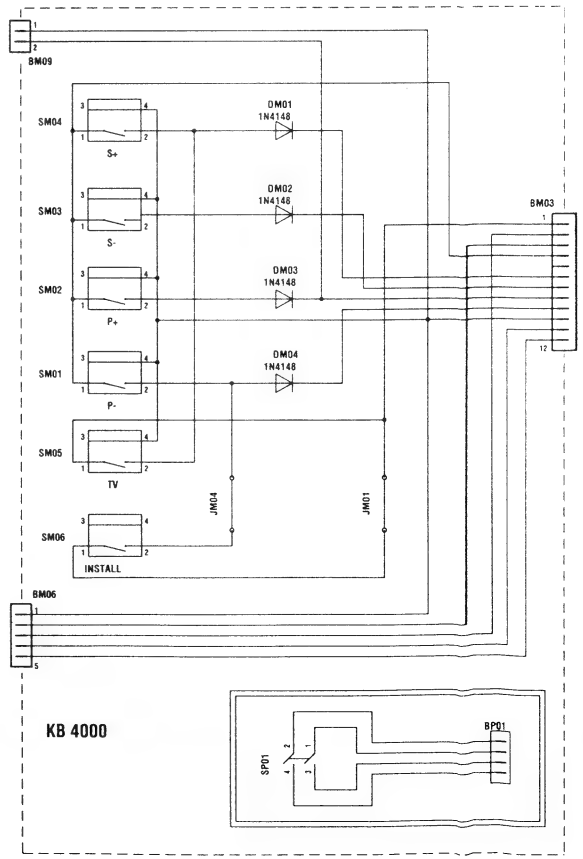 1
2
BM09
SM04
3
4
1
2
S+
DM01
1N4148
SM03
3
4
1
2
S-
DM02
1N4148
BM03
1
12
SM02
3
4
1
2
P+
DM03
1N4148
SM01
3
4
1
2
P-
DM04
1N4148
SM05
3
4
1
2
TV
JM04
JM01
SM06
3
4
1
2
INSTALL
BM06
1
5
KB 4000
SP01
2
1
4
3
BP01